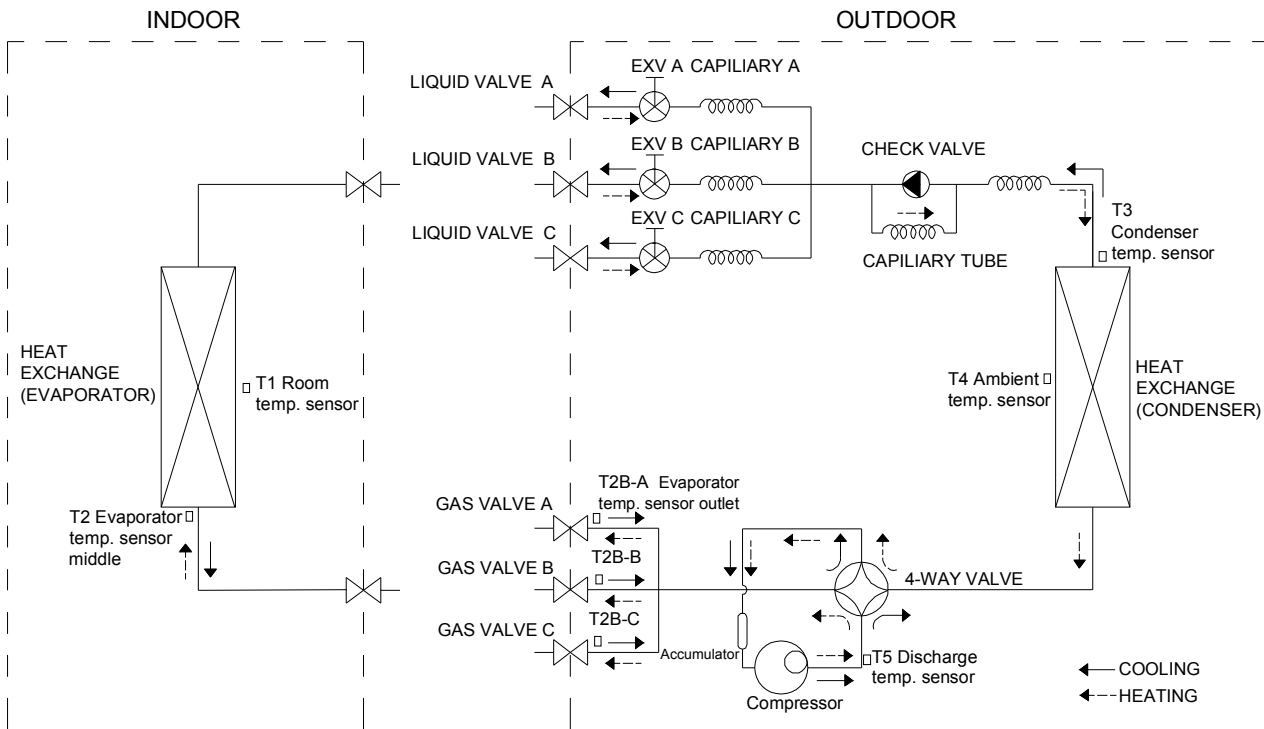 INDOOR
OUTDOOR
LIQUID VALVE A
EXV A CAPILIARY A
LIQUID VALVE B
EXV B CAPILIARY B
LIQUID VALVE C
EXV C CAPILIARY C
CHECK VALVE
CAPILIARY TUBE
T3
Condenser
temp. sensor
HEAT
EXCHANGE
(EVAPORATOR)
T1 Room
temp. sensor
T4 Ambient
temp. sensor
HEAT
EXCHANGE
(CONDENSER)
T2 Evaporator
temp. sensor
middle
GAS VALVE A
T2B-A Evaporator
temp. sensor outlet
GAS VALVE B
T2B-B
GAS VALVE C
T2B-C
4-WAY VALVE
Accumulator
Compressor
T5 Discharge
temp. sensor
COOLING
HEATING